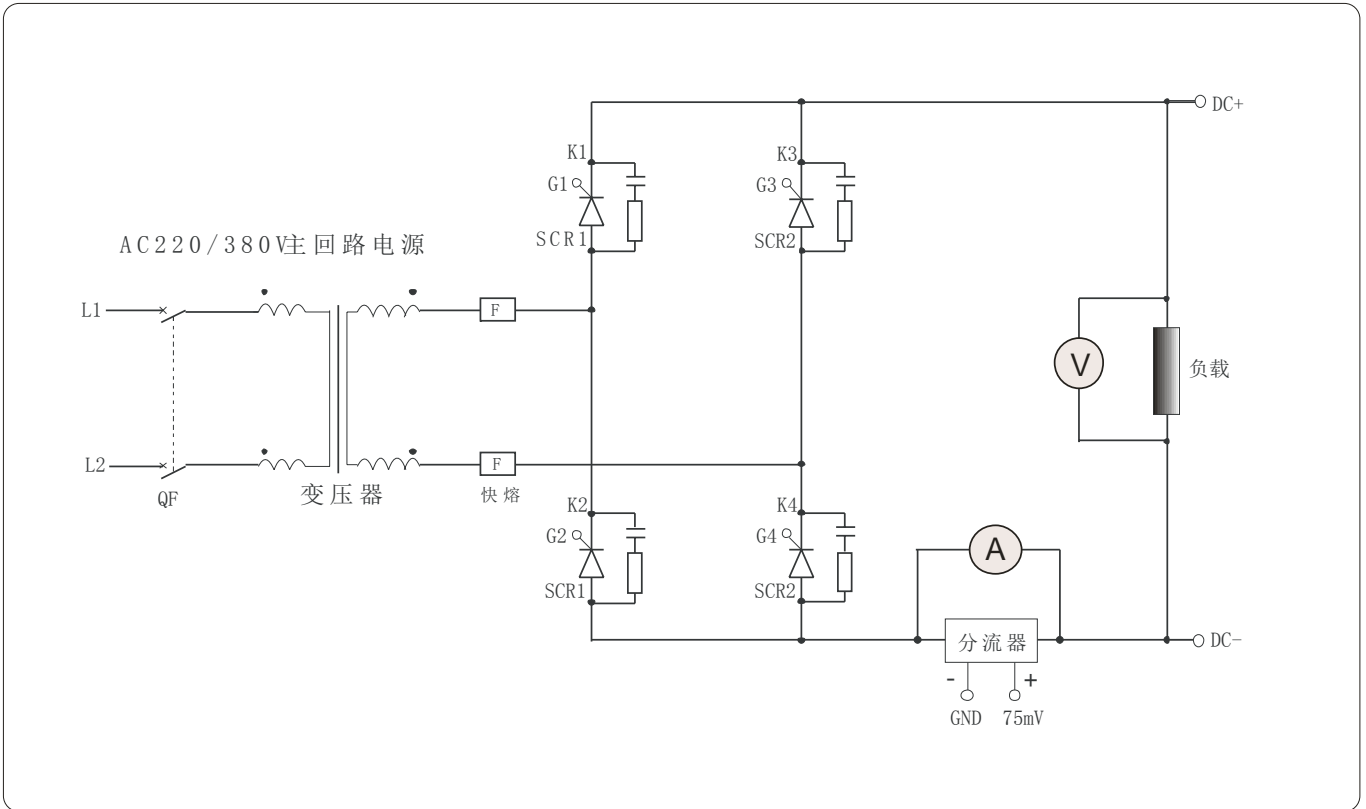 DC+
K1
K3
G1
G3
SCR1
SCR2
AC220/380V主回路电源
L1
F
V
负载
L2
F
QF
变压器
快熔
K2
K4
G2
G4
A
SCR1
SCR2
分流器
DC-
- +
GND 75mV